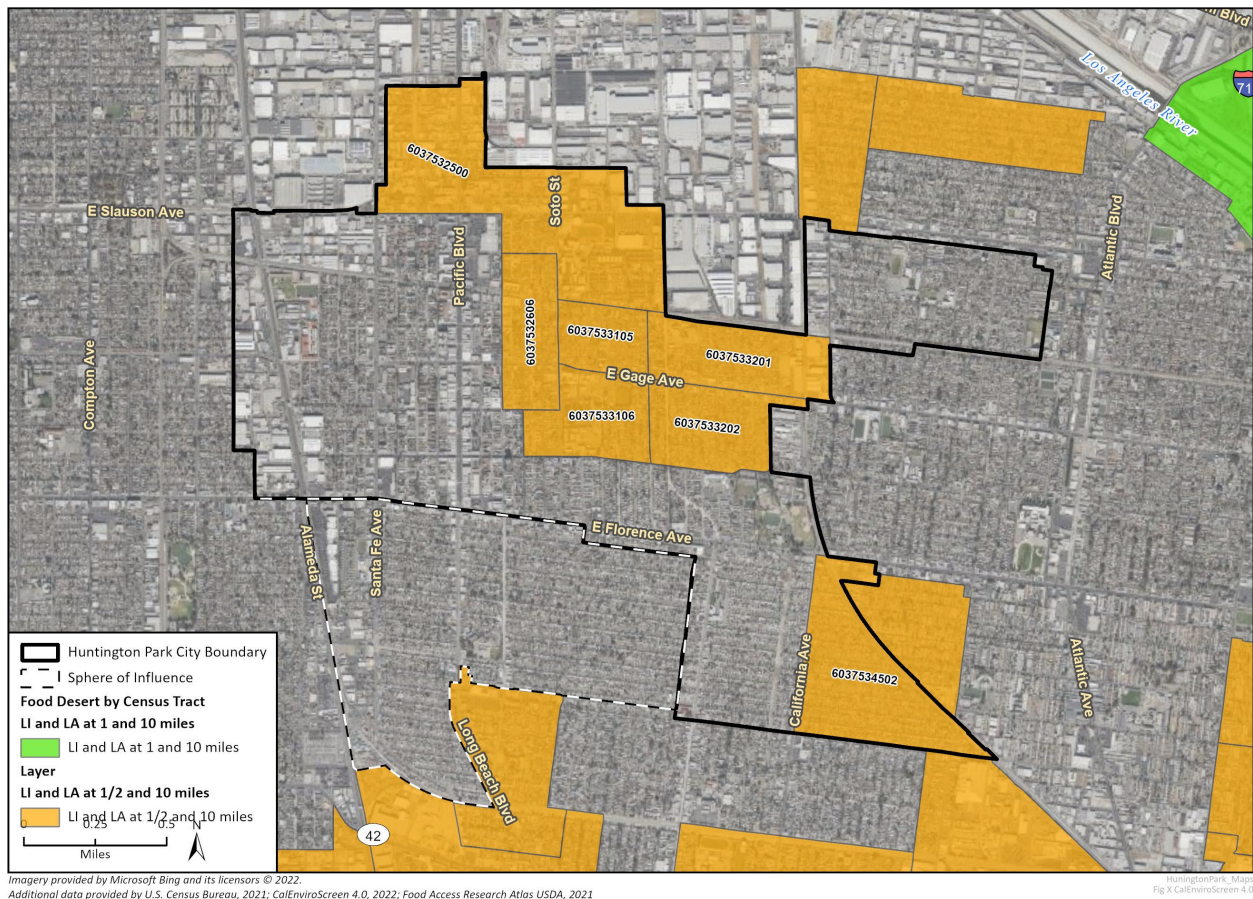 ni Blvd
Los Angeles River
71
6037532500
E Slauson Ave
Soto St
Pacific Blvd
Atlantic Blvd
6037532606
6037533105
6037533201
E Gage Ave
Compton Ave
6037533106
6037533202
E Florence Ave
Alameda St
Santa Fe Ave
California Ave
6037534502
Atlantic Ave
Long Beach Blvd
42
Huntington Park City Boundary
Sphere of Influence
Food Desert by Census Tract
LI and LA at 1 and 10 miles
LI and LA at 1 and 10 miles
Layer
LI and LA at 1/2 and 10 miles
LI and LA at 1/2 and 10 miles
0 0.25 0.5 N
Miles
Imagery provided by Microsoft Bing and its licensors © 2022.
Additional data provided by U.S. Census Bureau, 2021; CalEnviroScreen 4.0, 2022; Food Access Research Atlas USDA, 2021
HuningtonPark_Maps
Fig X CalEnviroScreen 4.0